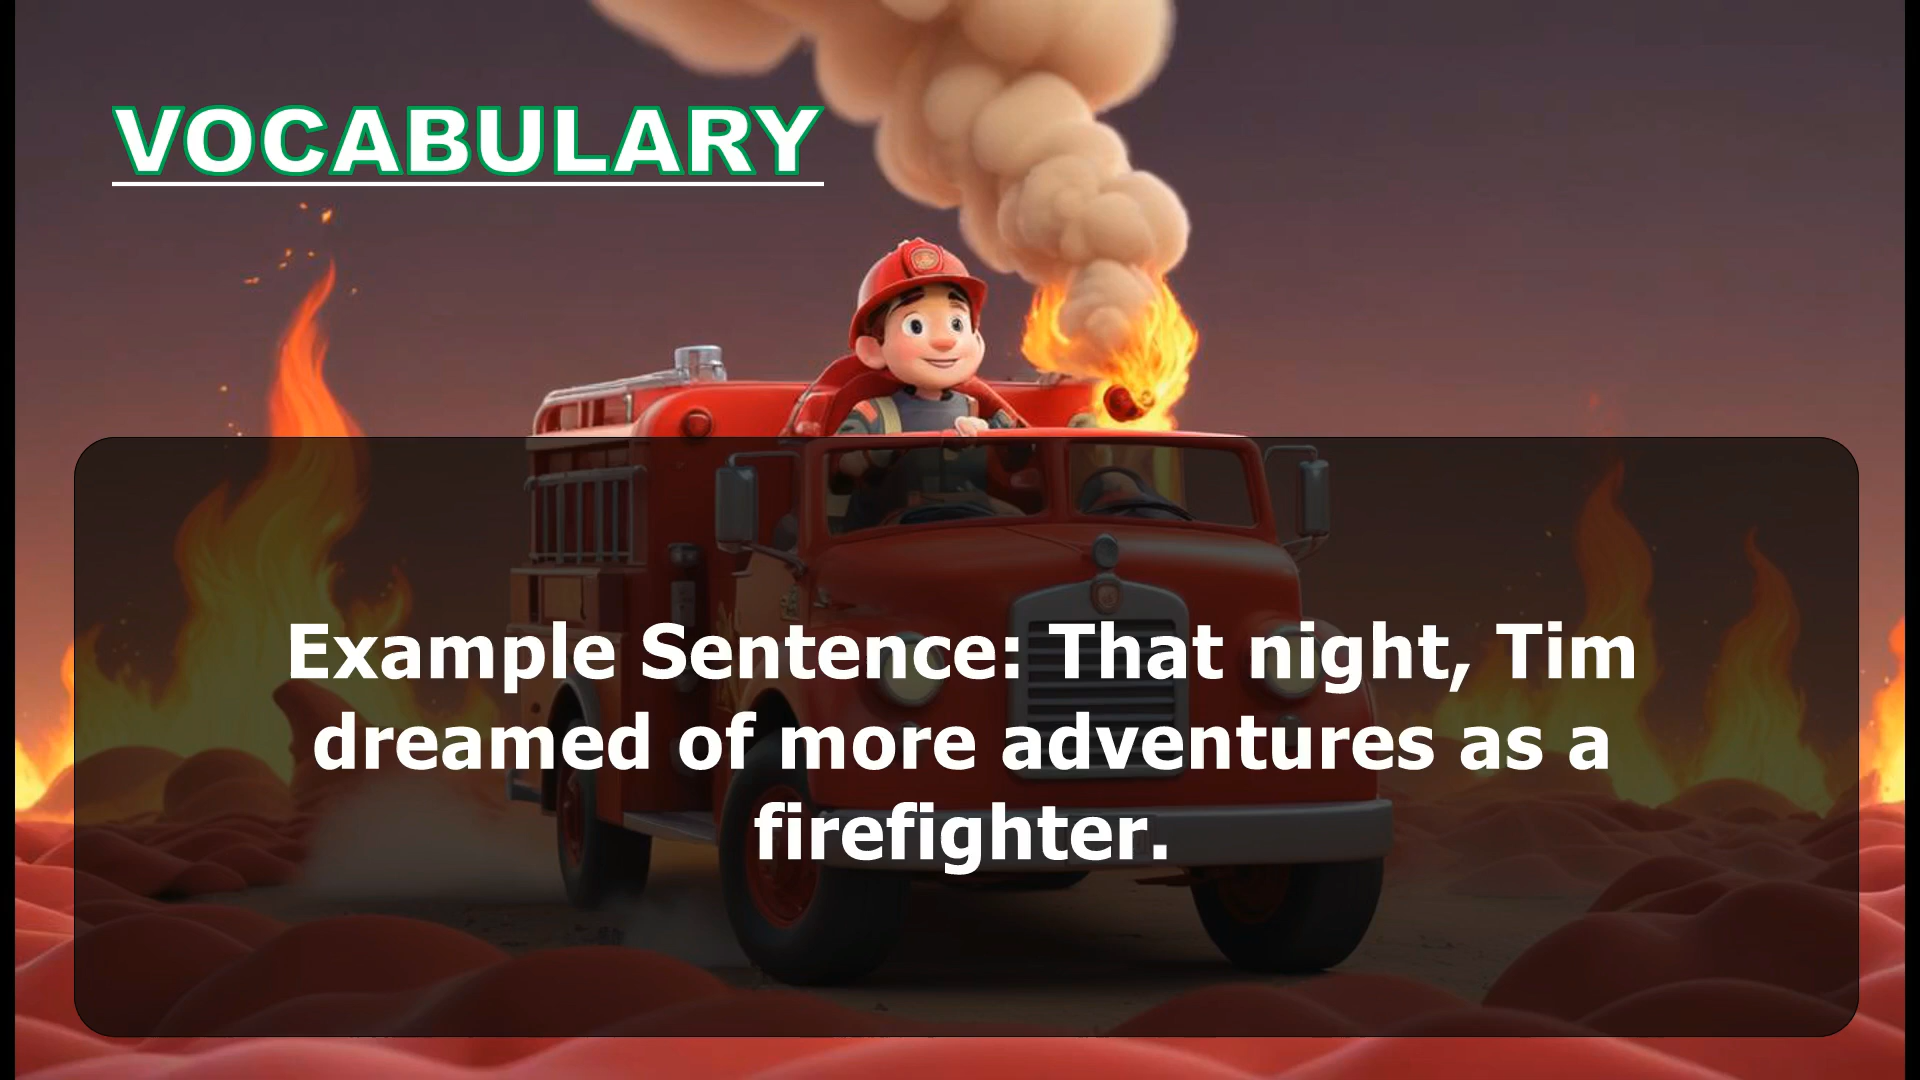 VOCABULARY
Example Sentence: That night, Tim
dreamed of more adventures as a
firefighter.